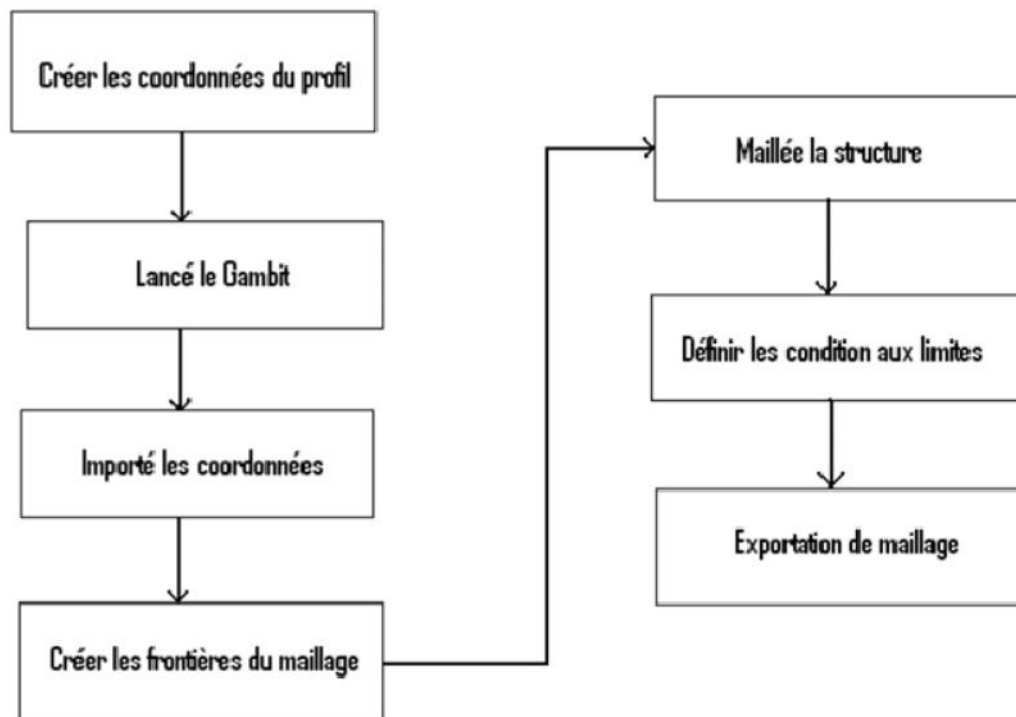 Créer les coordonnées du profil
Lancé le Gambit
Importé les coordonnées
Créer les frontières du maillage
Maillée la structure
Définir les condition aux limites
Exportation de maillage